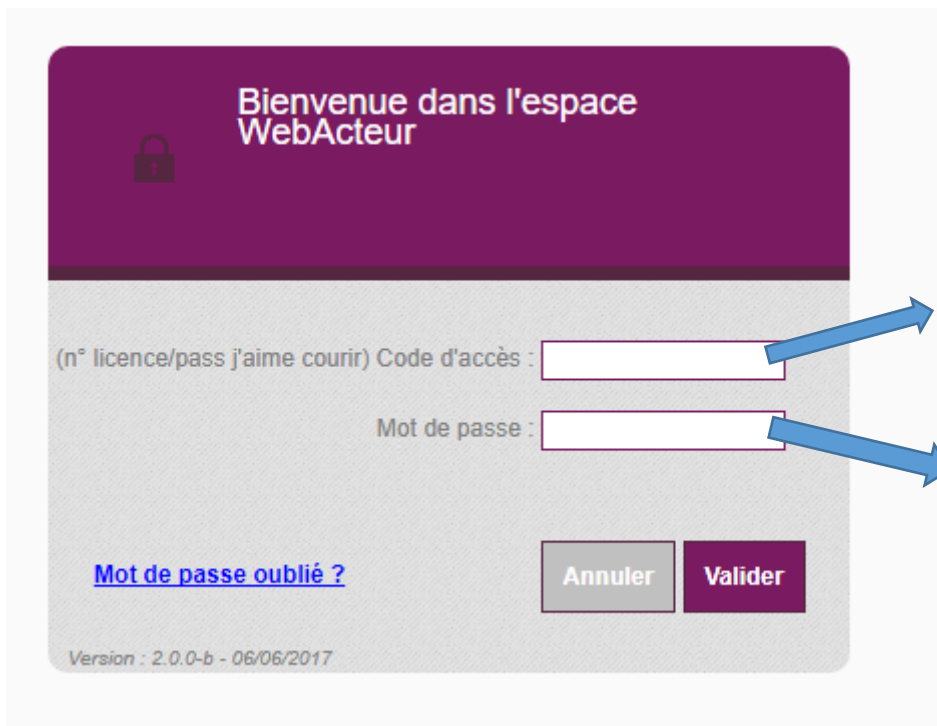 Bienvenue dans l'espace
WebActeur
(n° licence/pass j'aime courir) Code d'accès :
Mot de passe :
Mot de passe oublié ?
Annuler
Valider
Version : 2.0.0-b - 06/06/2017